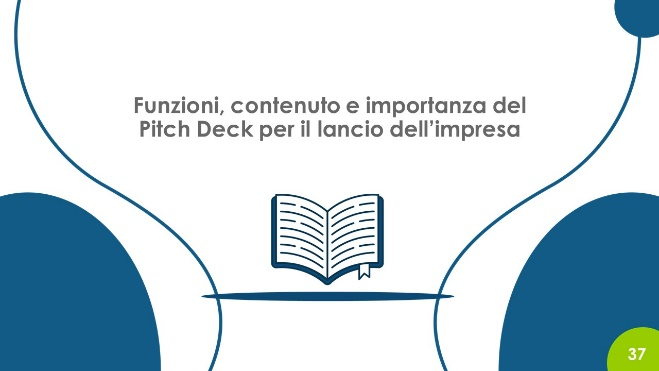 Funzioni, contenuto e importanza del
Pitch Deck per il lancio dell’impresa
37